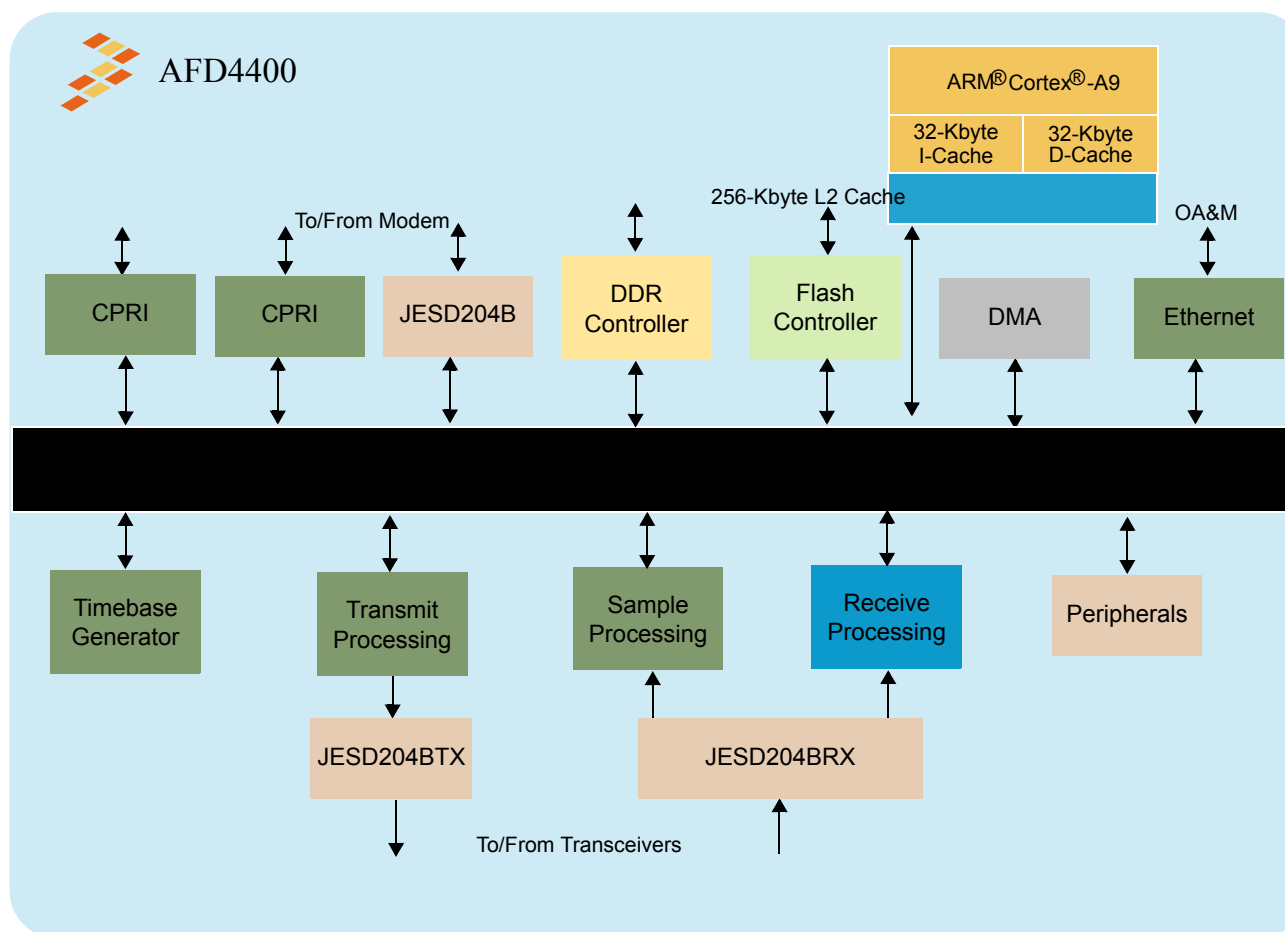 AFD4400
ARM®Cortex®-A9
32-Kbyte
I-Cache
32-Kbyte
D-Cache
256-Kbyte L2 Cache
To/From Modem
OA&M
CPRI
CPRI
JESD204B
DDR
Controller
Flash
Controller
DMA
Ethernet
Timebase
Generator
Transmit
Processing
Sample
Processing
Receive
Processing
Peripherals
JESD204BTX
JESD204BRX
To/From Transceivers